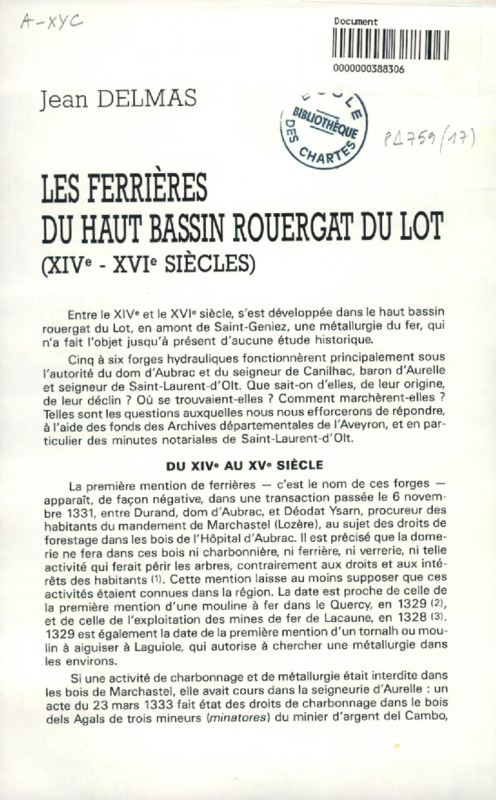 A-XYC
Document
0000000388306
Jean DELMAS
ÉCOLE
BIBLIOTHÈQUE
DES CHARTES
P∆759(17)
LES FERRIÈRES
DU HAUT BASSIN ROUERGAT DU LOT
(XIVe - XVIe SIÈCLES)
Entre le XIVe et le XVIe siècle, s'est développée dans le haut bassin
rouergat du Lot, en amont de Saint-Geniez, une métallurgie du fer, qui
n'a fait l'objet jusqu'à présent d'aucune étude historique.
Cinq à six forges hydrauliques fonctionnèrent principalement sous
l'autorité du dom d'Aubrac et du seigneur de Canilhac, baron d'Aurelle
et seigneur de Saint-Laurent-d'Olt. Que sait-on d'elles, de leur origine,
de leur déclin ? Où se trouvaient-elles ? Comment marchèrent-elles ?
Telles sont les questions auxquelles nous nous efforcerons de répondre,
à l'aide des fonds des Archives départementales de l'Aveyron, et en par-
ticulier des minutes notariales de Saint-Laurent-d'Olt.
DU XIVe AU XVe SIÈCLE
La première mention de ferrières — c'est le nom de ces forges —
apparaît, de façon négative, dans une transaction passée le 6 novem-
bre 1331, entre Durand, dom d'Aubrac, et Déodat Ysarn, procureur des
habitants du mandement de Marchastel (Lozère), au sujet des droits de
forestage dans les bois de l'Hôpital d'Aubrac. Il est précisé que la dome-
rie ne fera dans ces bois ni charbonnière, ni ferrière, ni verrerie, ni telle
activité qui ferait périr les arbres, contrairement aux droits et aux inté-
rêts des habitants (1). Cette mention laisse au moins supposer que ces
activités étaient connues dans la région. La date est proche de celle de
la première mention d'une mouline à fer dans le Quercy, en 1329 (2),
et de celle de l'exploitation des mines de fer de Lacaune, en 1328 (3).
1329 est également la date de la première mention d'un tornalh ou mou-
lin à aiguiser à Laguiole, qui autorise à chercher une métallurgie dans
les environs.
Si une activité de charbonnage et de métallurgie était interdite dans
les bois de Marchastel, elle avait cours dans la seigneurie d'Aurelle : un
acte du 23 mars 1333 fait état des droits de charbonnage dans le bois
dels Agals de trois mineurs (minatores) du minier d'argent del Cambo,